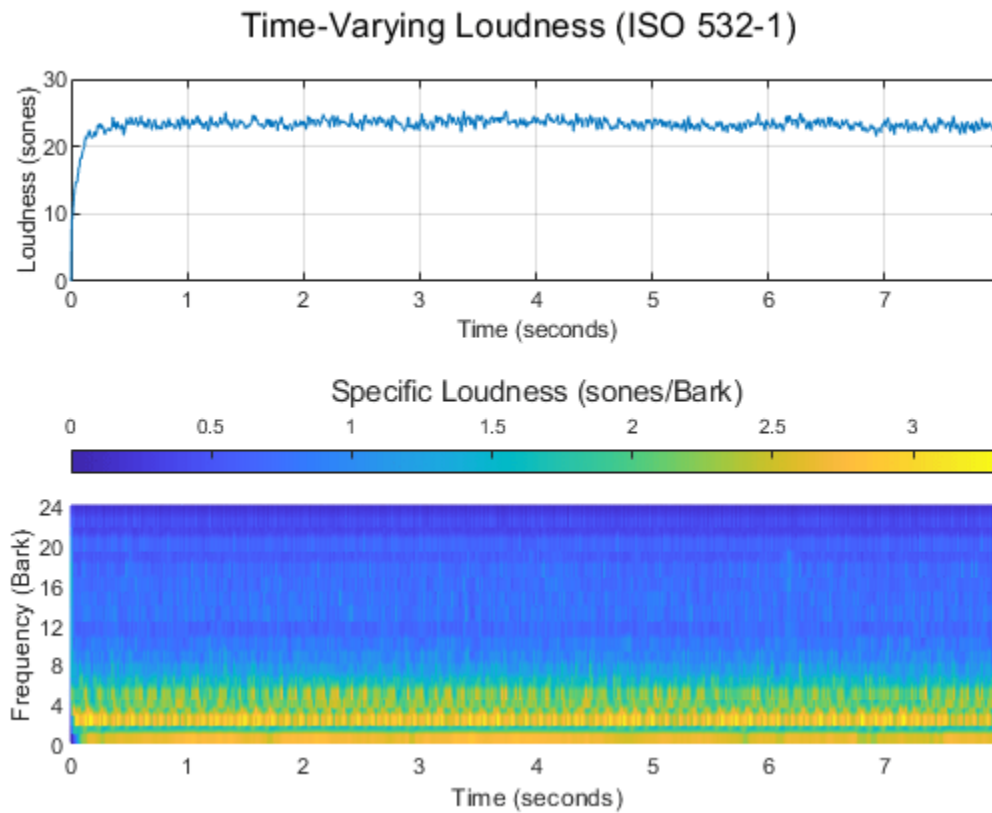 Time-Varying Loudness (ISO 532-1)
30
20
10
0
Loudness (sones)
0 1 2 3 4 5 6 7
Time (seconds)
Specific Loudness (sones/Bark)
0 0.5 1 1.5 2 2.5 3
24
20
16
12
8
4
0
Frequency (Bark)
0 1 2 3 4 5 6 7
Time (seconds)